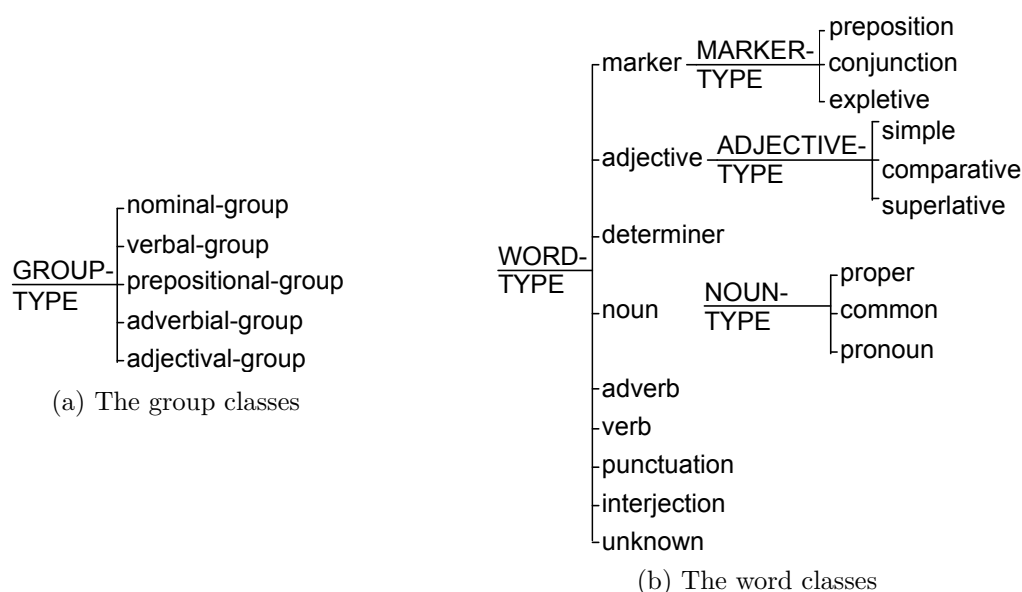 GROUP-
TYPE
nominal-group
verbal-group
prepositional-group
adverbial-group
adjectival-group
(a) The group classes
WORD-
TYPE
marker
MARKER-
TYPE
preposition
conjunction
expletive
adjective
ADJECTIVE-
TYPE
simple
comparative
superlative
determiner
noun
NOUN-
TYPE
proper
common
pronoun
adverb
verb
punctuation
interjection
unknown
(b) The word classes